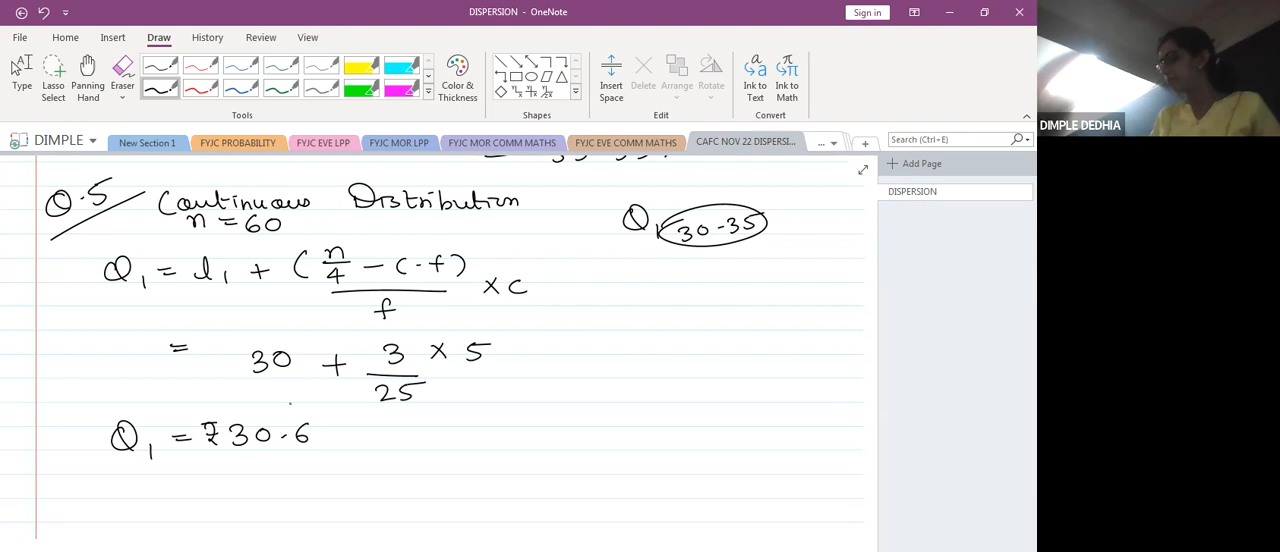 DISPERSION - OneNote
Sign in
File Home Insert Draw History Review View
Type
Lasso Select
Panning Hand
Eraser
Color & Thickness
Insert Space
Delete
Arrange
Rotate
Ink to Text
Ink to Math
Tools
Shapes
Edit
Convert
DIMPLE DEDHIA
DIMPLE
New Section 1
FYJC PROBABILITY
FYJC EVE LPP
FYJC MOR LPP
FYJC MOR COMM MATHS
FYJC EVE COMM MATHS
CAFC NOV 22 DISPERSI...
...
Search (Ctrl+E)
Add Page
DISPERSION
Q.5 Continuous Distribution
n = 60
Q₁ 30-35
Q₁ = l₁ + (n/4 - c.f) / f × c
= 30 + 3/25 × 5
Q₁ = ₹30.6